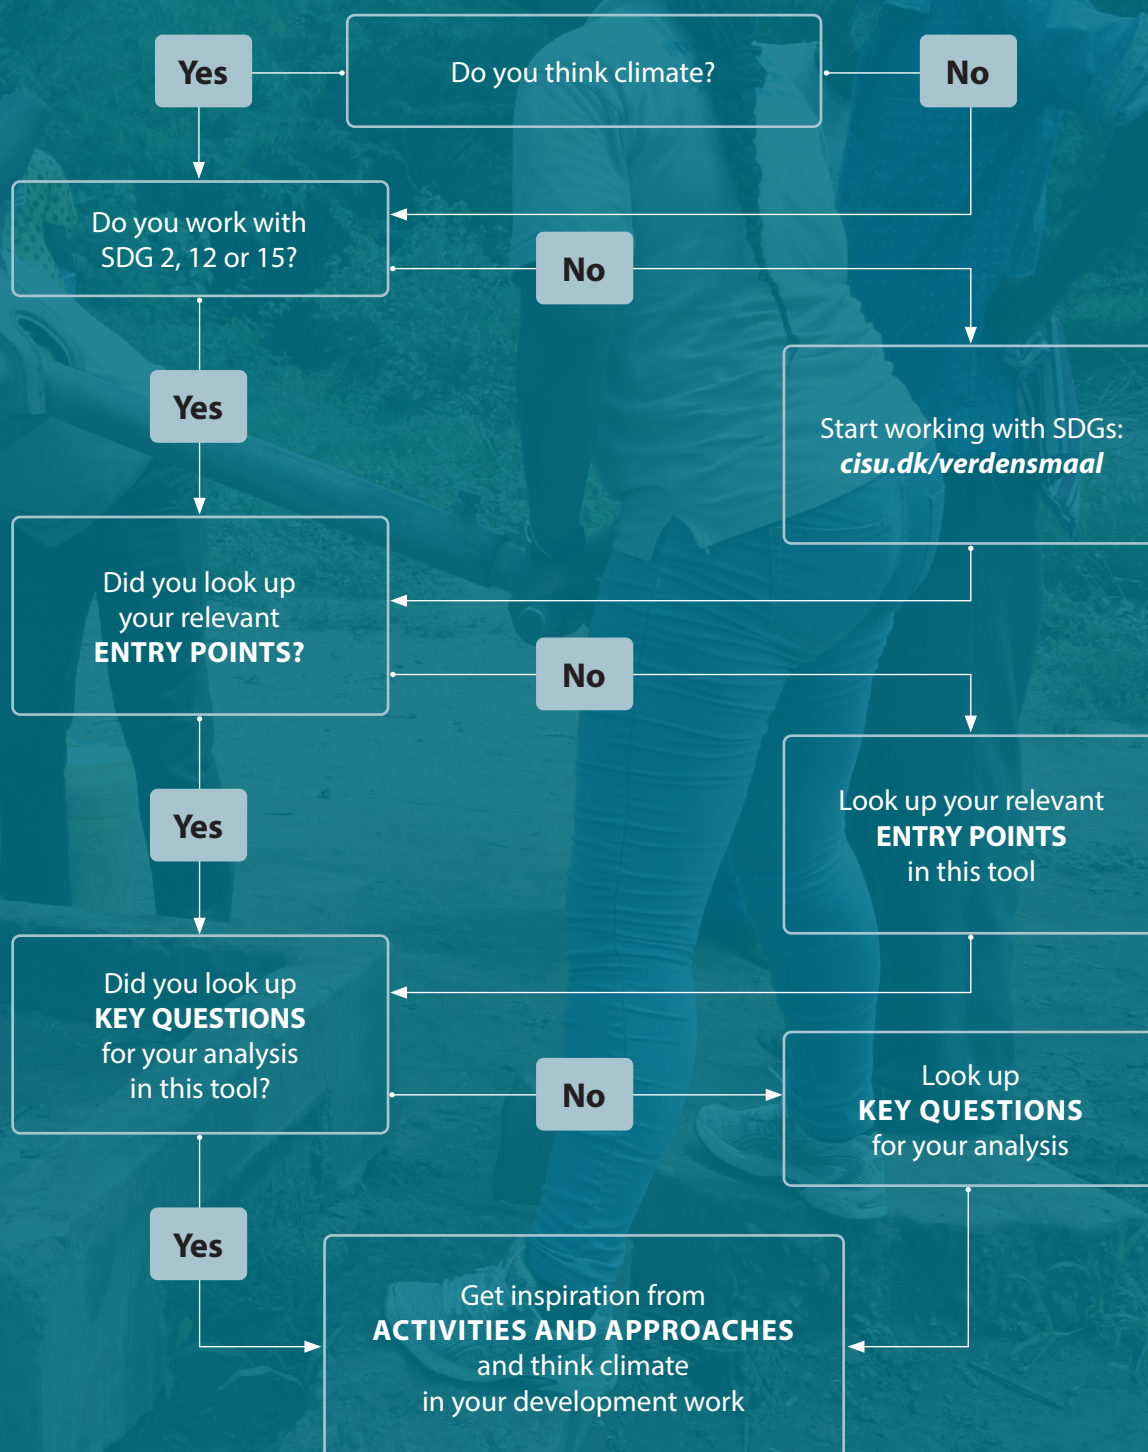 Yes
Do you think climate?
No
Do you work with
SDG 2, 12 or 15?
No
Yes
Start working with SDGs:
cisu.dk/verdensmaal
Did you look up
your relevant
ENTRY POINTS?
No
Yes
Look up your relevant
ENTRY POINTS
in this tool
Did you look up
KEY QUESTIONS
for your analysis
in this tool?
No
Look up
KEY QUESTIONS
for your analysis
Yes
Get inspiration from
ACTIVITIES AND APPROACHES
and think climate
in your development work